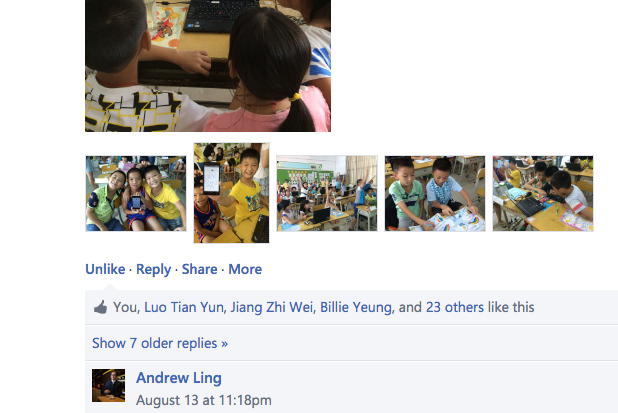 Unlike · Reply · Share · More
You, Luo Tian Yun, Jiang Zhi Wei, Billie Yeung, and 23 others like this
Show 7 older replies »
Andrew Ling
August 13 at 11:18pm